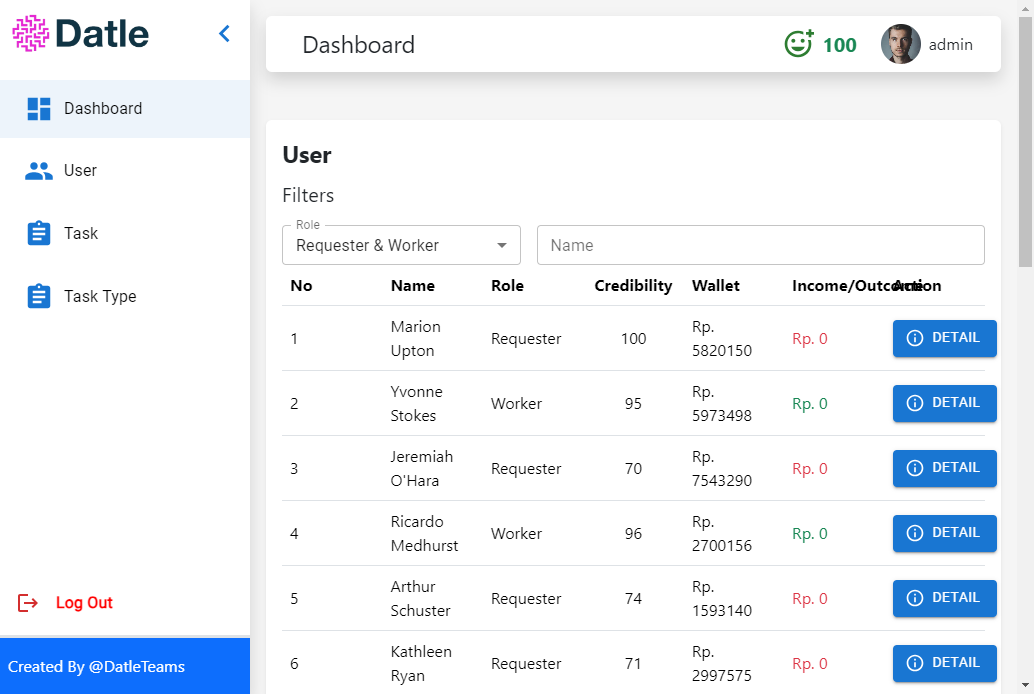 Datle
Dashboard
User
Task
Task Type
Log Out
Created By @DatleTeams
Dashboard
100
admin
User
Filters
Role
Requester & Worker
Name
No Name Role Credibility Wallet Income/Outcome Action
1 Marion Upton Requester 100 Rp. 5820150 Rp. 0 DETAIL
2 Yvonne Stokes Worker 95 Rp. 5973498 Rp. 0 DETAIL
3 Jeremiah O'Hara Requester 70 Rp. 7543290 Rp. 0 DETAIL
4 Ricardo Medhurst Worker 96 Rp. 2700156 Rp. 0 DETAIL
5 Arthur Schuster Requester 74 Rp. 1593140 Rp. 0 DETAIL
6 Kathleen Ryan Requester 71 Rp. 2997575 Rp. 0 DETAIL